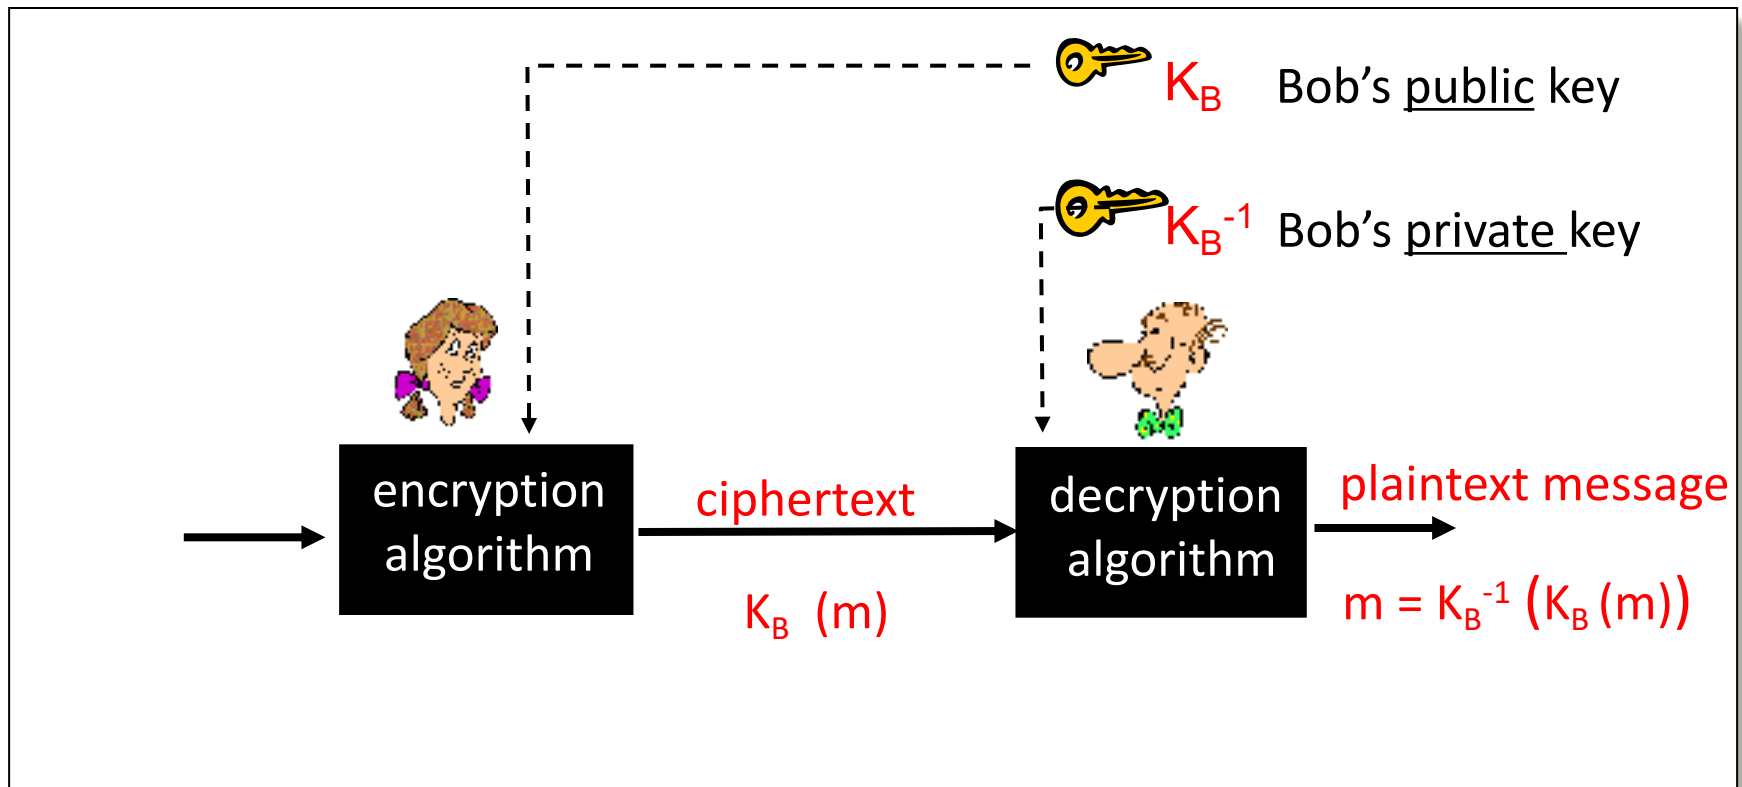 K_B Bob’s public key
K_B^-1 Bob’s private key
encryption
algorithm
ciphertext
K_B (m)
decryption
algorithm
plaintext message
m = K_B^-1 (K_B (m))